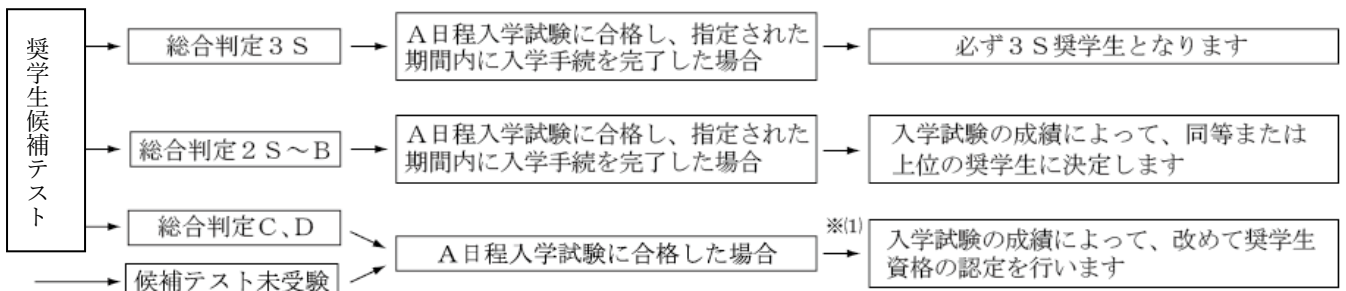 奨学生候補テスト
総合判定3S
A日程入学試験に合格し、指定された
期間内に入学手続を完了した場合
必ず3S奨学生となります
総合判定2S～B
A日程入学試験に合格し、指定された
期間内に入学手続を完了した場合
入学試験の成績によって、同等または
上位の奨学生に決定します
総合判定C、D
候補テスト未受験
A日程入学試験に合格した場合
※⑴
入学試験の成績によって、改めて奨学生
資格の認定を行います